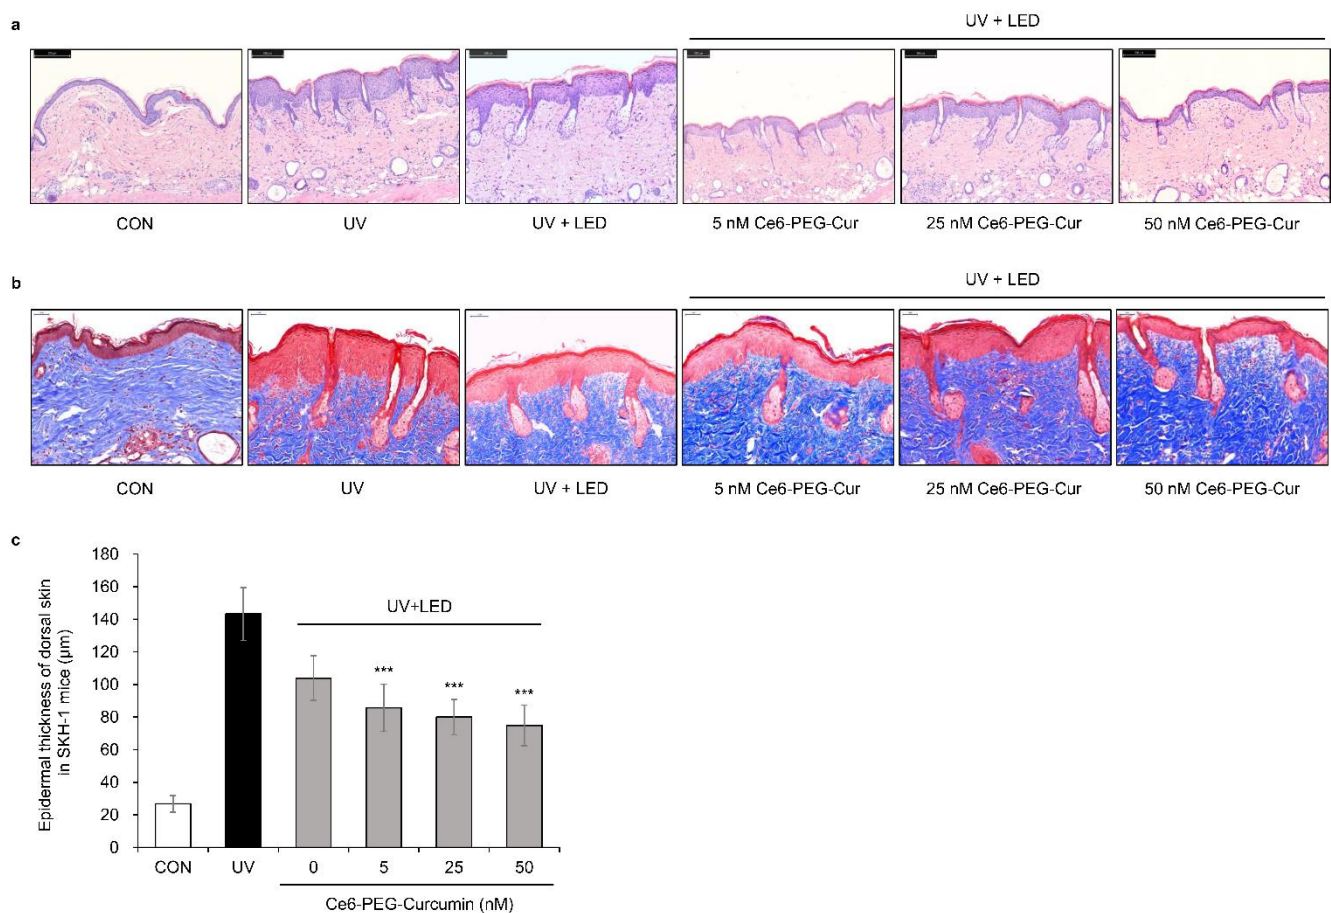 a
UV + LED
CON
UV
UV + LED
5 nM Ce6-PEG-Cur
25 nM Ce6-PEG-Cur
50 nM Ce6-PEG-Cur
b
UV + LED
CON
UV
UV + LED
5 nM Ce6-PEG-Cur
25 nM Ce6-PEG-Cur
50 nM Ce6-PEG-Cur
c
Epidermal thickness of dorsal skin
in SKH-1 mice (µm)
180
160
140
120
100
80
60
40
20
0
UV+LED
***
***
***
CON
UV
0
5
25
50
Ce6-PEG-Curcumin (nM)